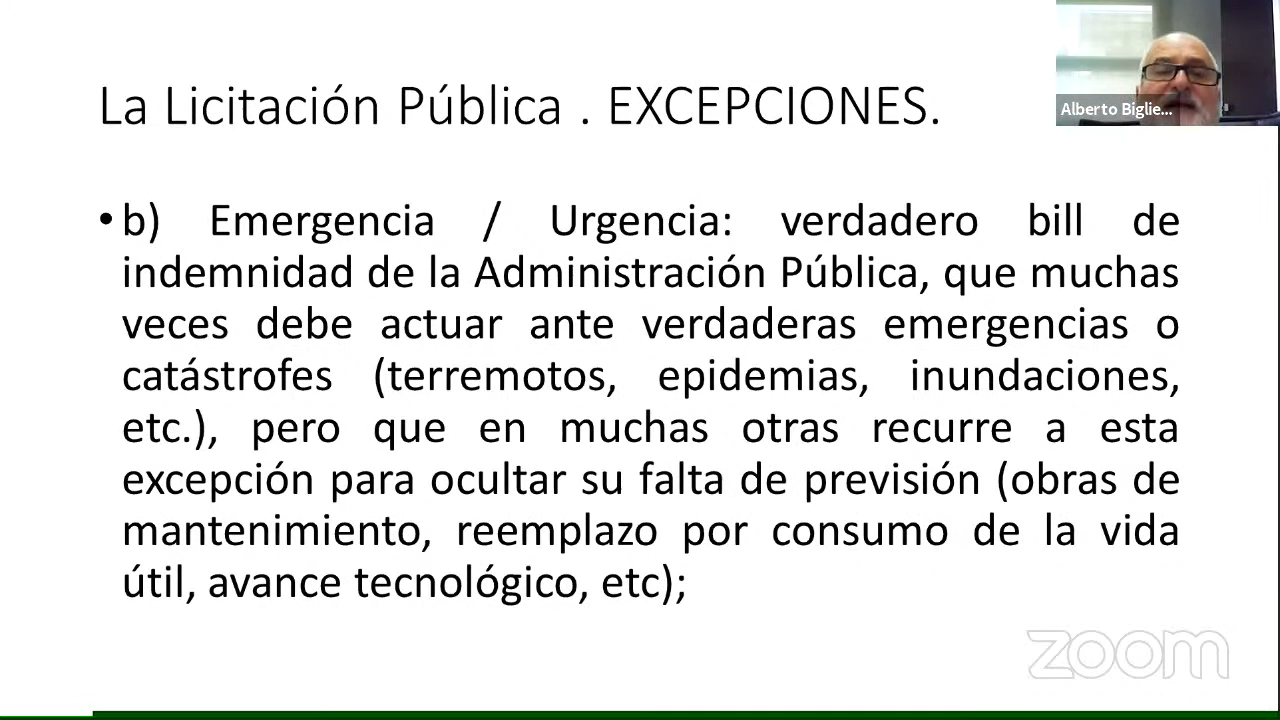 La Licitación Pública . EXCEPCIONES.
Alberto Biglie...
• b) Emergencia / Urgencia: verdadero bill de
indemnidad de la Administración Pública, que muchas
veces debe actuar ante verdaderas emergencias o
catástrofes (terremotos, epidemias, inundaciones,
etc.), pero que en muchas otras recurre a esta
excepción para ocultar su falta de previsión (obras de
mantenimiento, reemplazo por consumo de la vida
útil, avance tecnológico, etc);
zoom